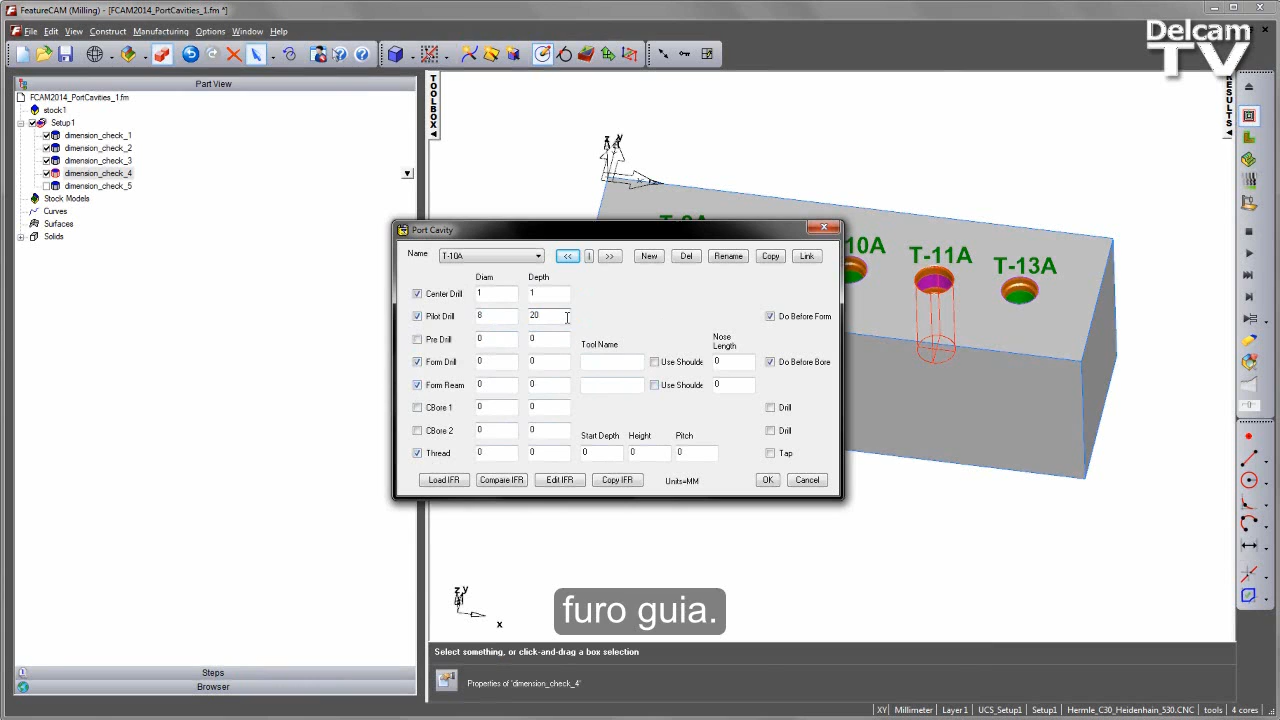 FeatureCAM (Milling) - [FCAM2014_PortCavities_1.fm *]
File Edit View Construct Manufacturing Options Window Help
Delcam
TV
Part View
FCAM2014_PortCavities_1.fm
stock1
Setup1
dimension_check_1
dimension_check_2
dimension_check_3
dimension_check_4
dimension_check_5
Stock Models
Curves
Surfaces
Solids
TOOLBOX
RESULTS
T-11A
T-13A
Port Cavity
Name T-10A << i >> New Del Rename Copy Link
Diam Depth
Center Drill 1 1
Pilot Drill 8 20 Do Before Form
Pre Drill 0 0 Tool Name Nose Length
Form Drill 0 0 Use Shoulde 0 Do Before Bore
Form Ream 0 0 Use Shoulde 0
CBore 1 0 0 Drill
CBore 2 0 0 Start Depth Height Pitch Drill
Thread 0 0 0 0 0 Tap
Load IFR Compare IFR Edit IFR Copy IFR Units=MM OK Cancel
furo guia.
z y
x
Select something, or click-and-drag a box selection
Properties of 'dimension_check_4'
Steps
Browser
XY Millimeter Layer1 UCS_Setup1 Setup1 Hermle_C30_Heidenhain_530.CNC tools 4 cores